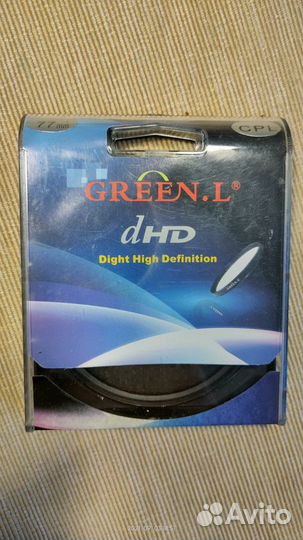 77mm
CPL
GREEN.L®
dHD
Dight High Definition
Avito